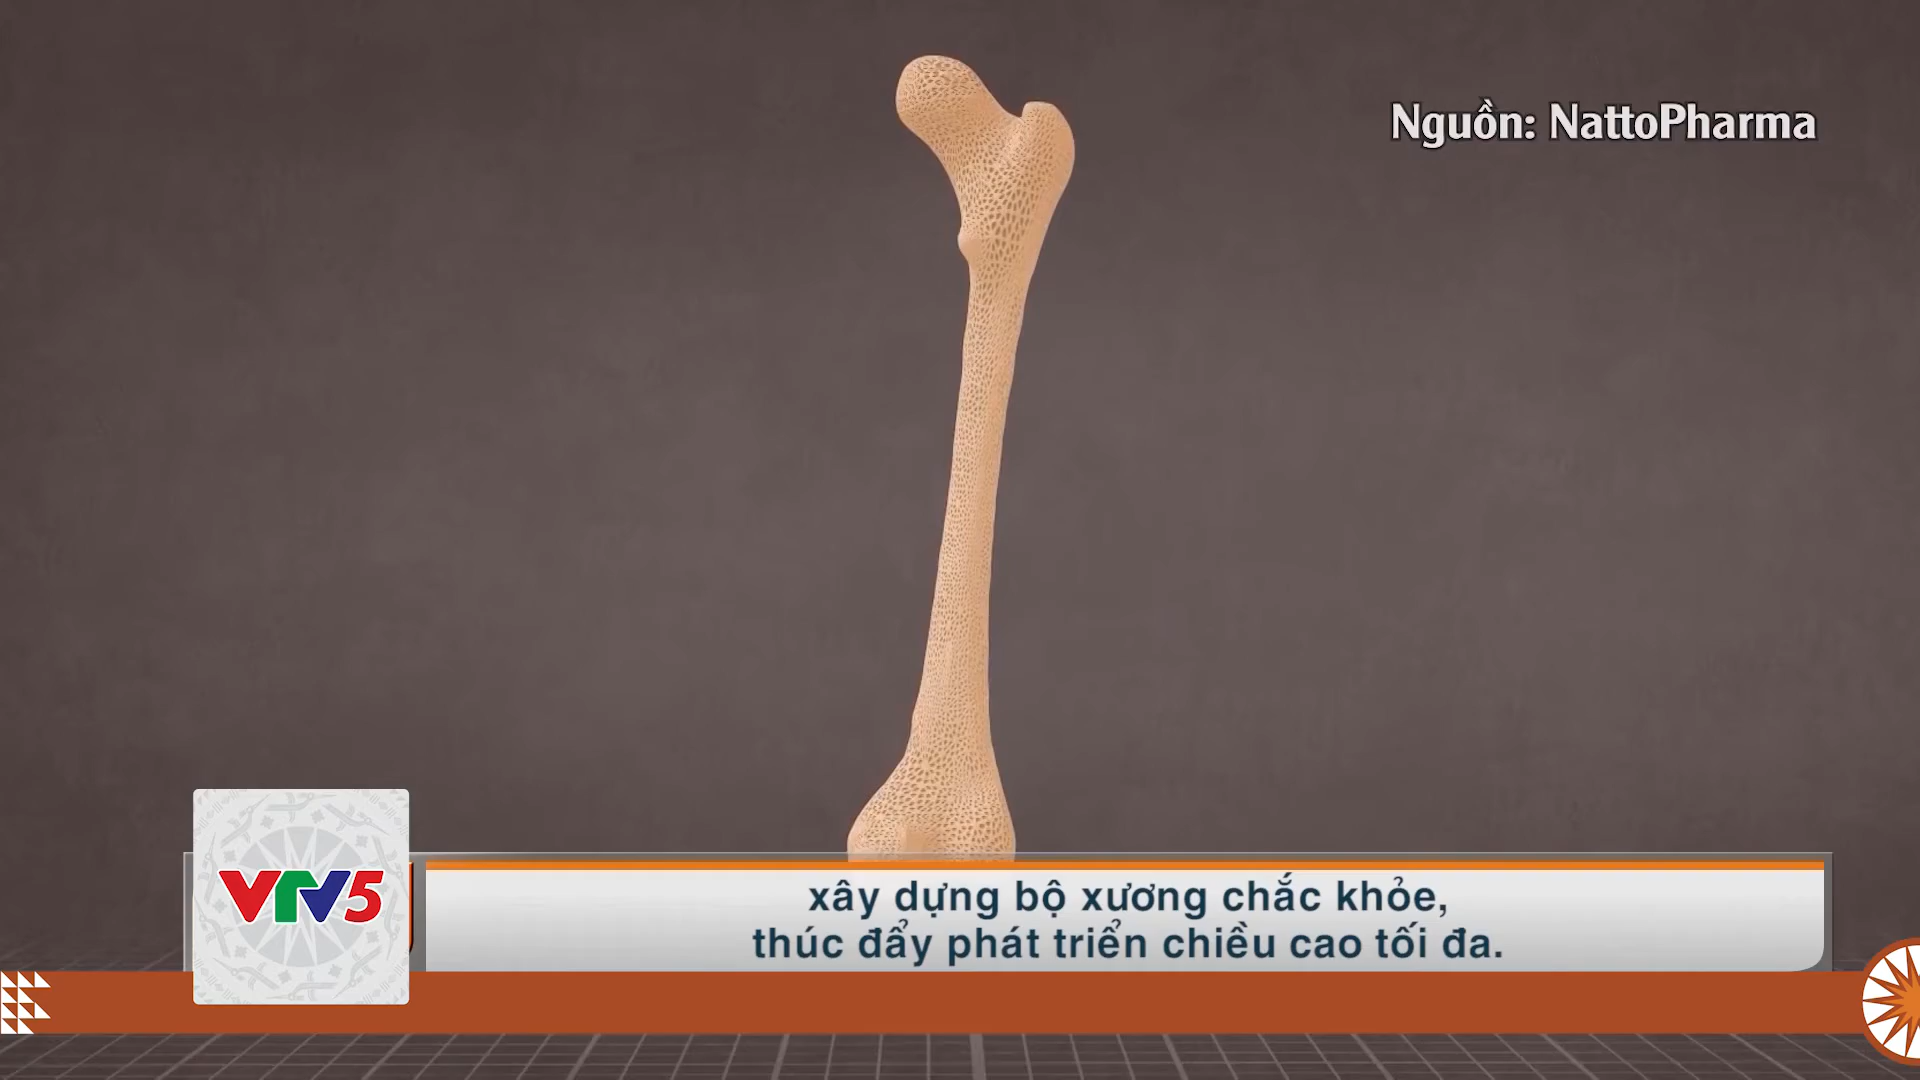 Nguồn: NattoPharma
VTV5
xây dựng bộ xương chắc khỏe,
thúc đẩy phát triển chiều cao tối đa.